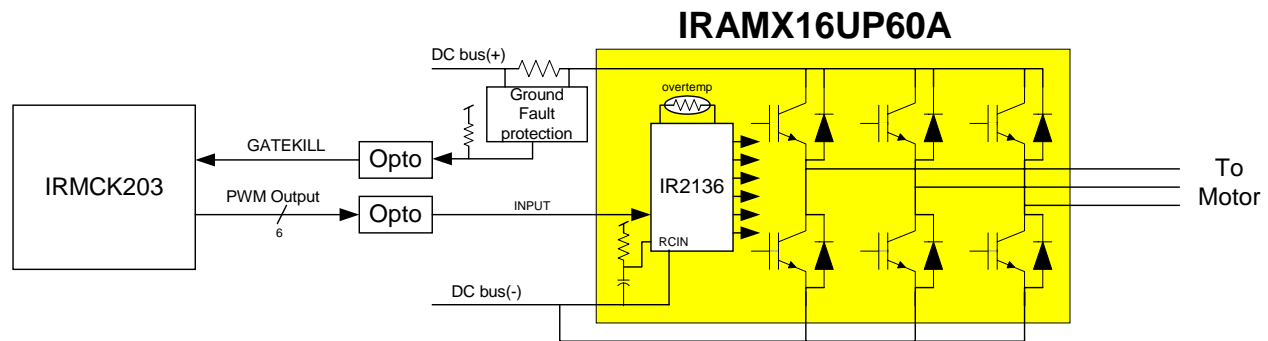 IRAMX16UP60A
DC bus(+)
Ground
Fault
protection
overtemp
GATEKILL
Opto
IRMCK203
PWM Output
6
Opto
INPUT
IR2136
RCIN
DC bus(-)
To
Motor